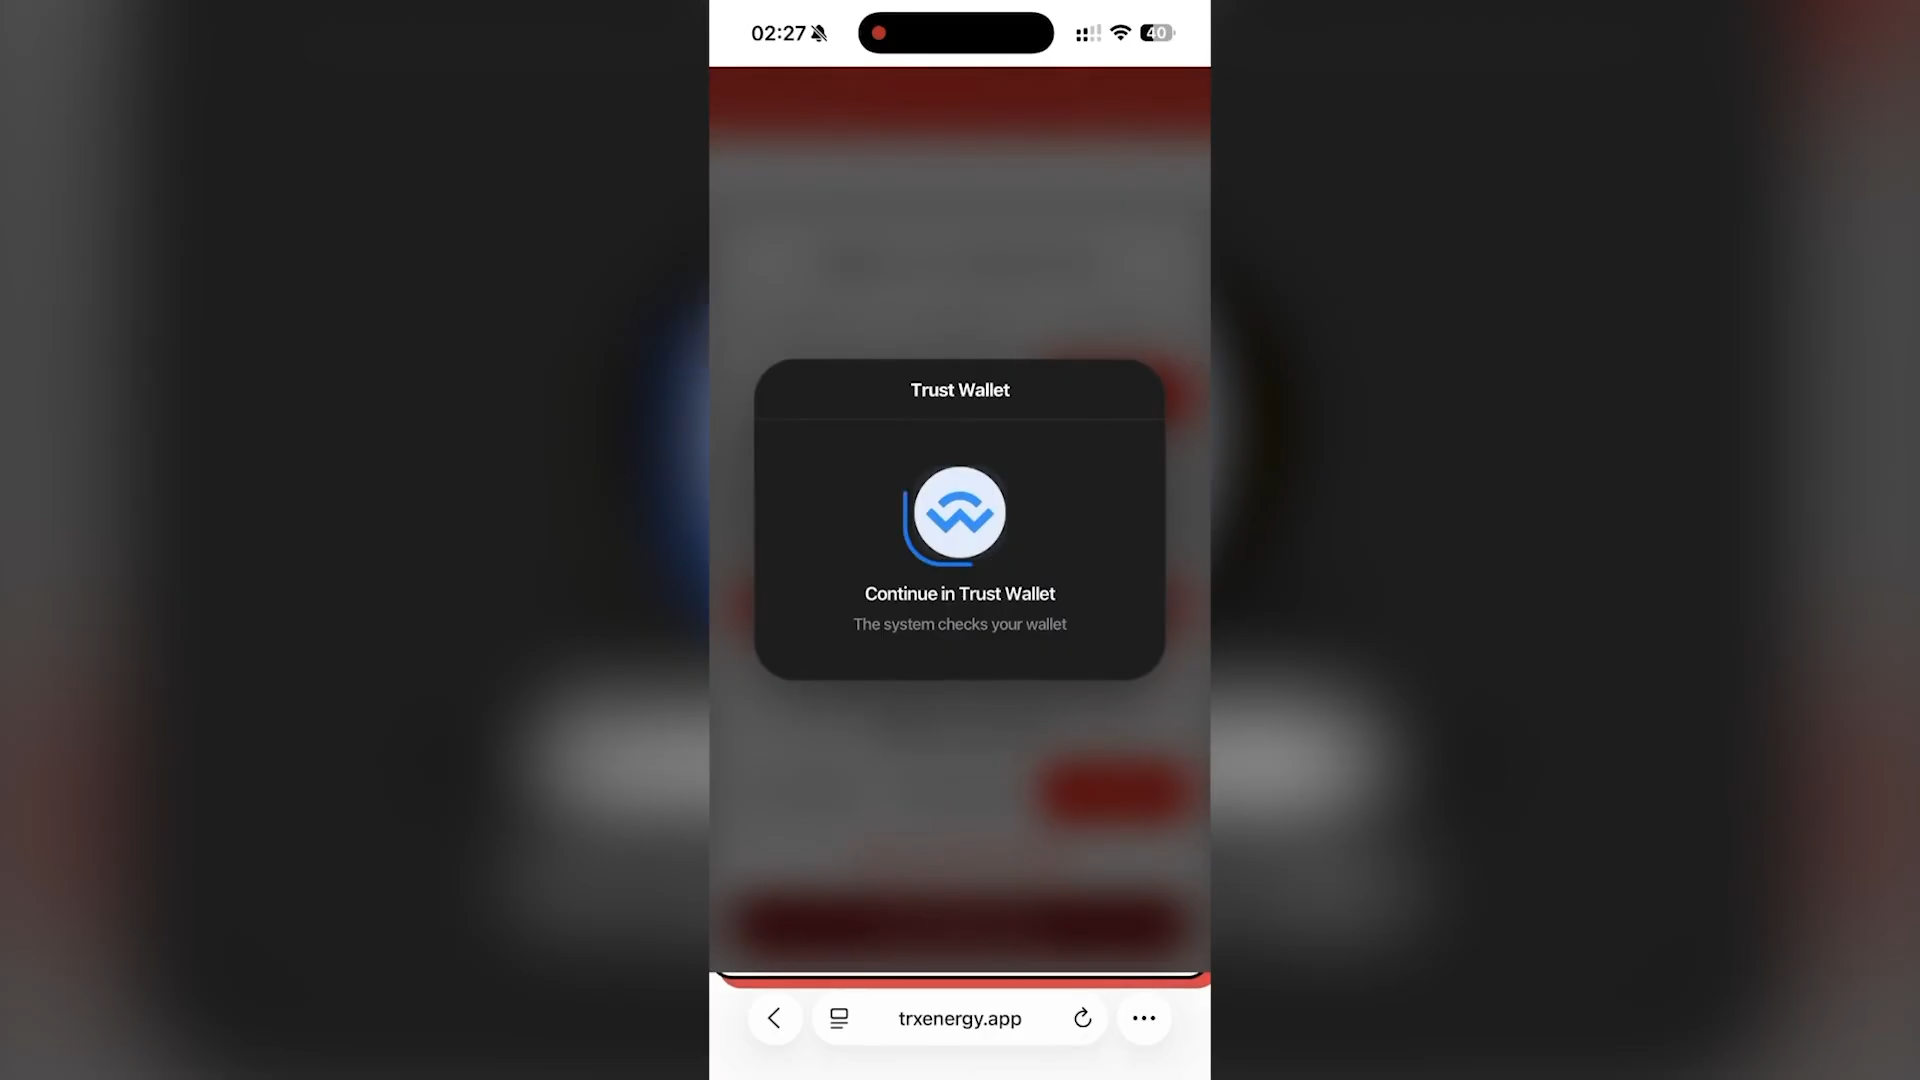 02:27
40
Trust Wallet
Continue in Trust Wallet
The system checks your wallet
trxenergy.app